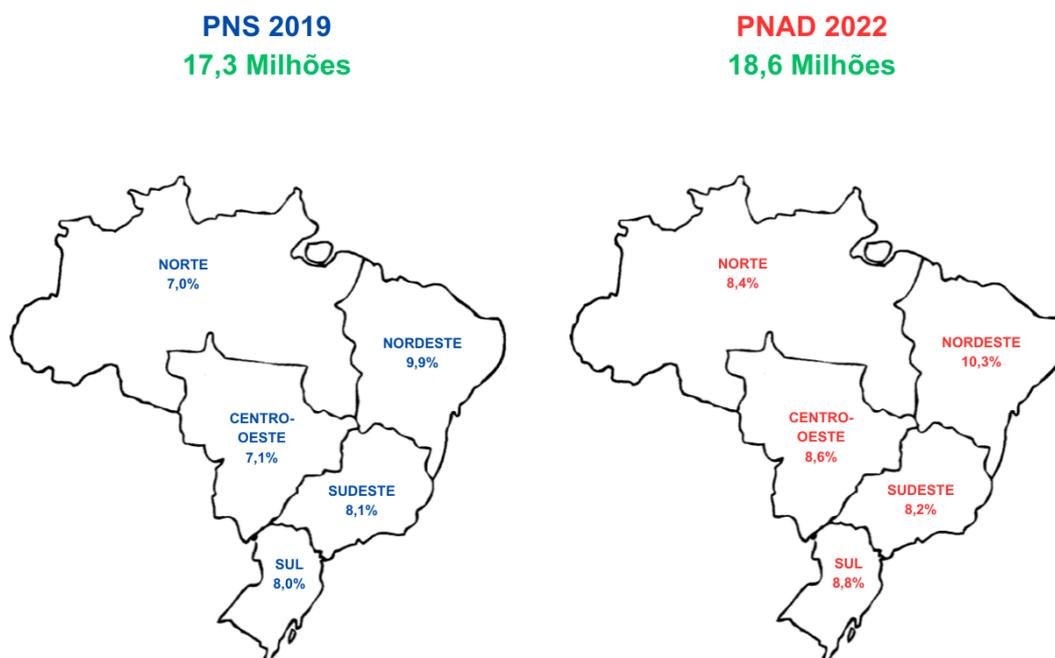 PNS 2019
17,3 Milhões
NORTE
7,0%
NORDESTE
9,9%
CENTRO-
OESTE
7,1%
SUDESTE
8,1%
SUL
8,0%
PNAD 2022
18,6 Milhões
NORTE
8,4%
NORDESTE
10,3%
CENTRO-
OESTE
8,6%
SUDESTE
8,2%
SUL
8,8%